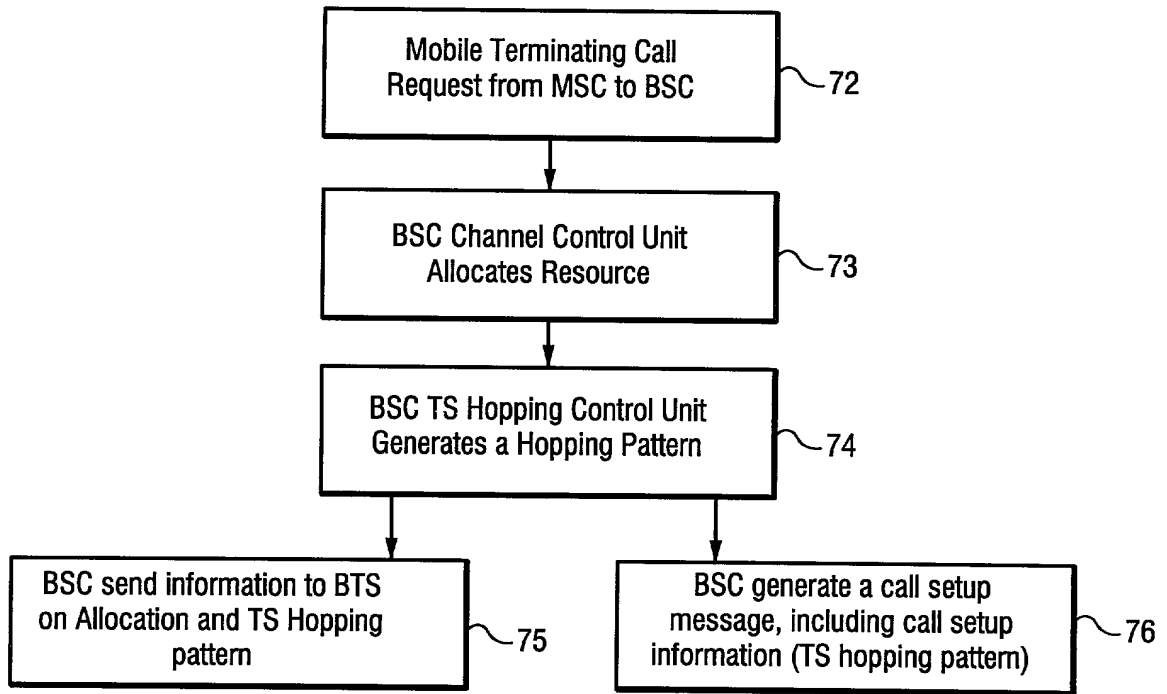 Mobile Terminating Call
Request from MSC to BSC
72
BSC Channel Control Unit
Allocates Resource
73
BSC TS Hopping Control Unit
Generates a Hopping Pattern
74
BSC send information to BTS
on Allocation and TS Hopping
pattern
75
BSC generate a call setup
message, including call setup
information (TS hopping pattern)
76